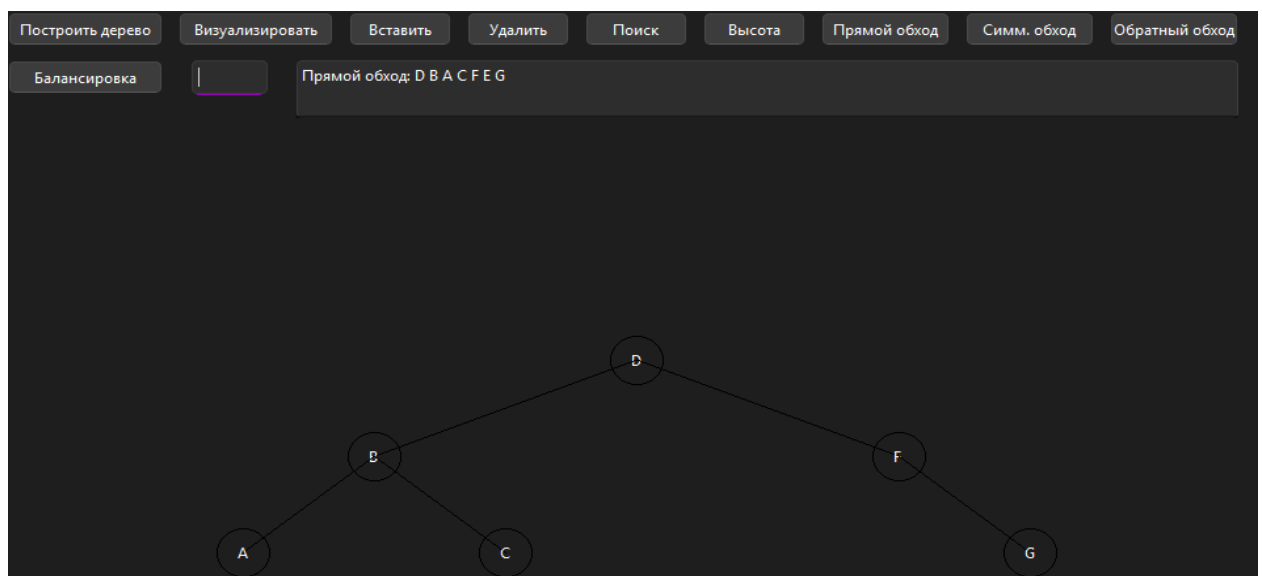 Построить дерево Визуализировать Вставить Удалить Поиск Высота Прямой обход Симм. обход Обратный обход
Балансировка Прямой обход: D B A C F E G
D
B F
A C G